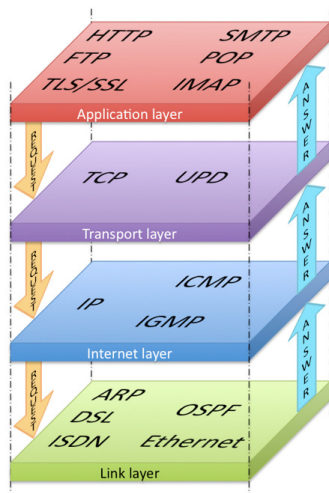 HTTP SMTP
FTP POP
TLS/SSL IMAP
Application layer
REQUEST
ANSWER
TCP UPD
Transport layer
REQUEST
ANSWER
ICMP
IP
IGMP
Internet layer
REQUEST
ANSWER
ARP
OSPF
DSL
ISDN Ethernet
Link layer